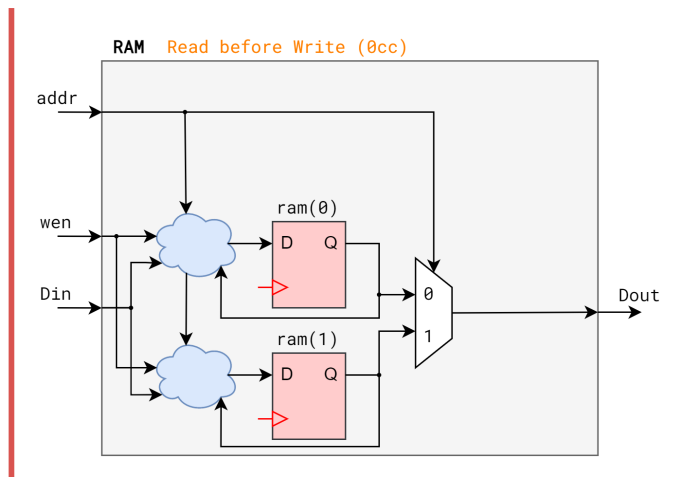 RAM Read before Write (0cc)
addr
wen
Din
ram(0)
D Q
0
1
Dout
ram(1)
D Q